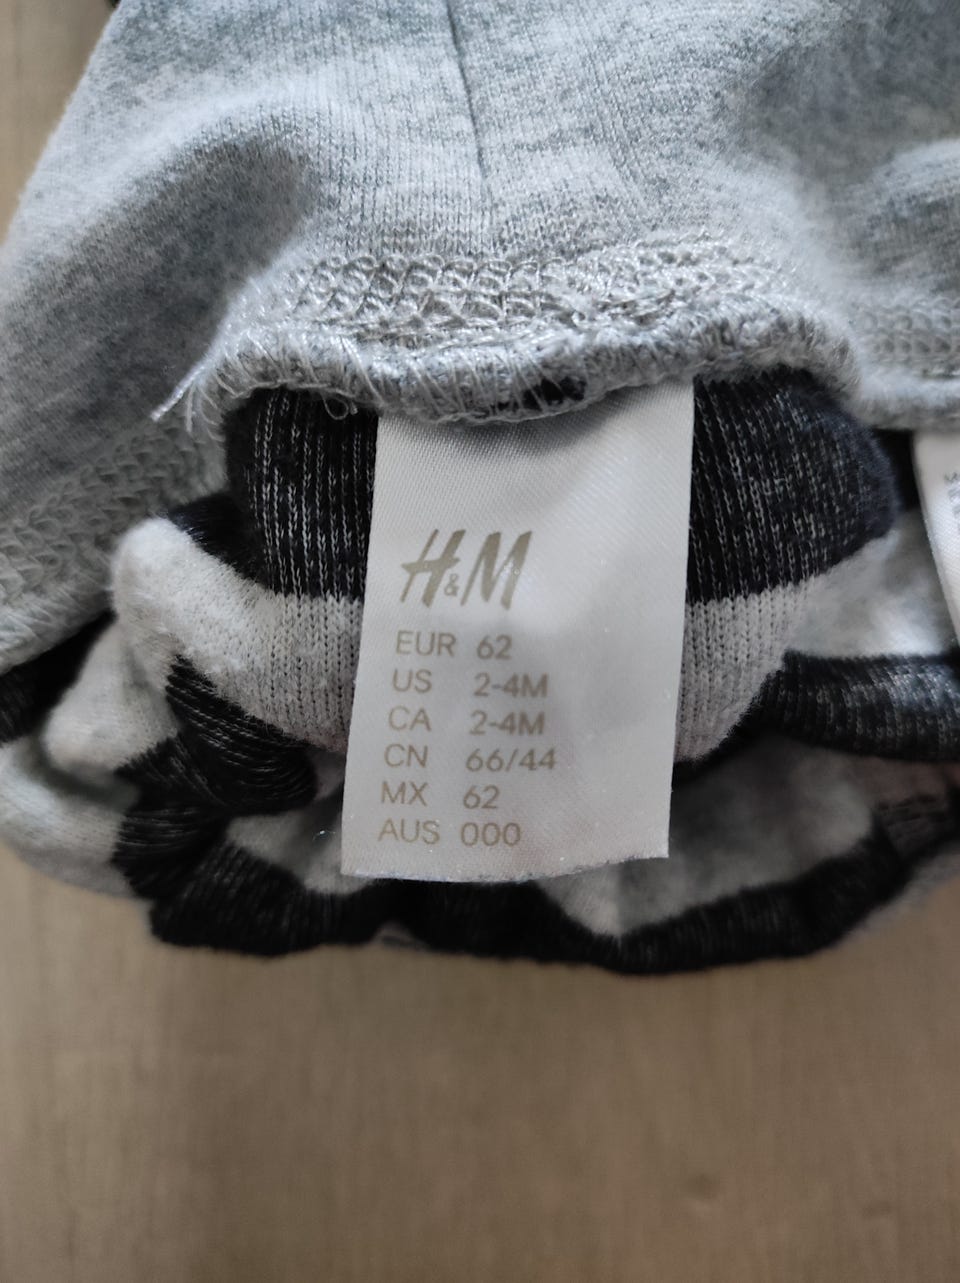 H&M
EUR 62
US 2-4M
CA 2-4M
CN 66/44
MX 62
AUS 000